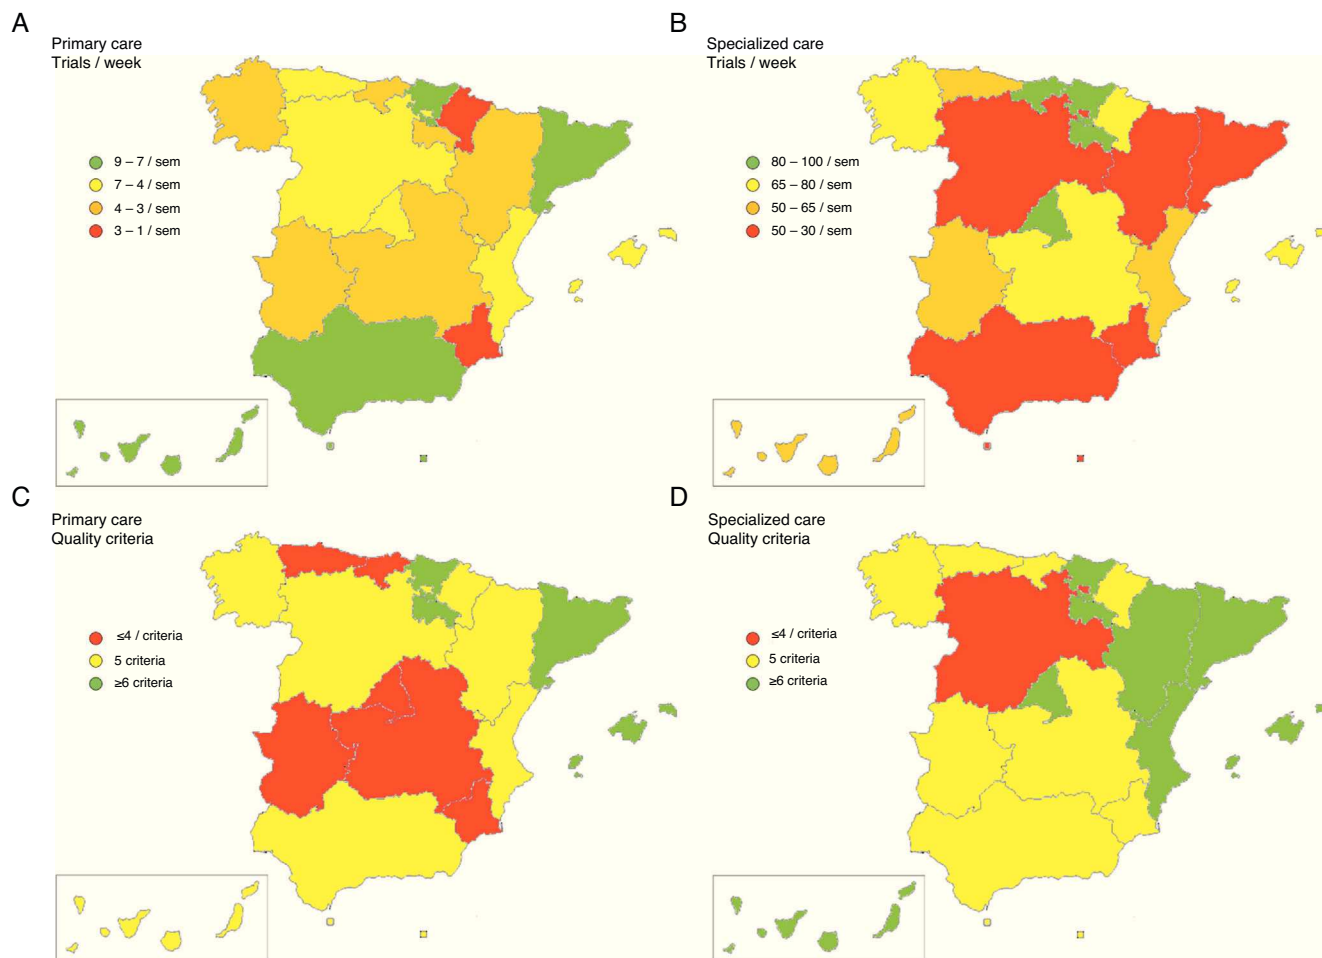 A
Primary care
Trials / week
9 – 7 / sem
7 – 4 / sem
4 – 3 / sem
3 – 1 / sem
B
Specialized care
Trials / week
80 – 100 / sem
65 – 80 / sem
50 – 65 / sem
50 – 30 / sem
C
Primary care
Quality criteria
≤4 / criteria
5 criteria
≥6 criteria
D
Specialized care
Quality criteria
≤4 / criteria
5 criteria
≥6 criteria